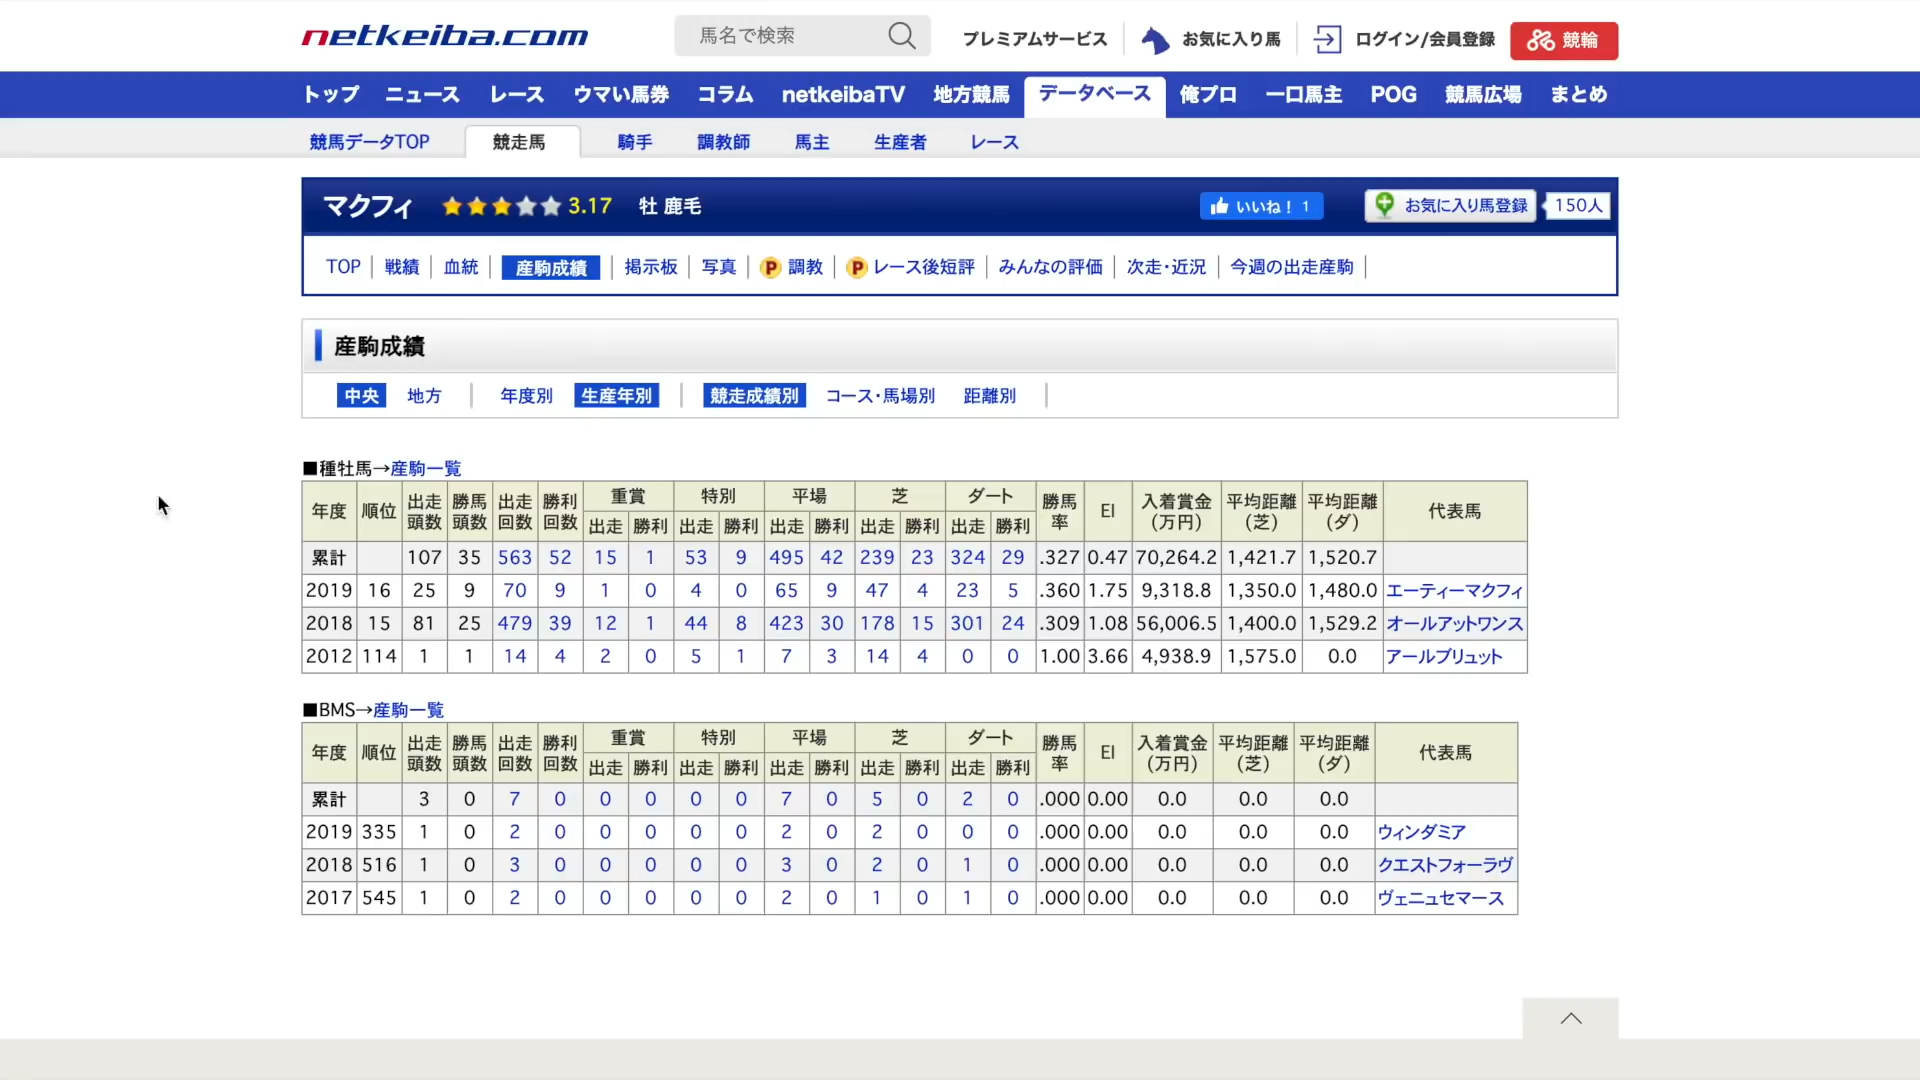 netkeiba.com 馬名で検索 プレミアムサービス お気に入り馬 ログイン/会員登録 競輪
トップ ニュース レース ウマい馬券 コラム netkeibaTV 地方競馬 データベース 俺プロ 一口馬主 POG 競馬広場 まとめ
競馬データTOP 競走馬 騎手 調教師 馬主 生産者 レース
マクフィ 3.17 牡 鹿毛 いいね! 1 お気に入り馬登録 150人
TOP 戦績 血統 産駒成績 掲示板 写真 P 調教 P レース後短評 みんなの評価 次走・近況 今週の出走産駒
産駒成績
中央 地方 年度別 生産年別 競走成績別 コース・馬場別 距離別
■種牡馬→産駒一覧
年度 順位 出走頭数 勝馬頭数 出走回数 勝利回数 重賞 特別 平場 芝 ダート 勝馬率 EI 入着賞金(万円) 平均距離(芝) 平均距離(ダ) 代表馬
出走 勝利 出走 勝利 出走 勝利 出走 勝利 出走 勝利
累計 107 35 563 52 15 1 53 9 495 42 239 23 324 29 .327 0.47 70,264.2 1,421.7 1,520.7
2019 16 25 9 70 9 1 0 4 0 65 9 47 4 23 5 .360 1.75 9,318.8 1,350.0 1,480.0 エーティーマクフィ
2018 15 81 25 479 39 12 1 44 8 423 30 178 15 301 24 .309 1.08 56,006.5 1,400.0 1,529.2 オールアットワンス
2012 114 1 1 14 4 2 0 5 1 7 3 14 4 0 0 1.00 3.66 4,938.9 1,575.0 0.0 アールブリュット
■BMS→産駒一覧
年度 順位 出走頭数 勝馬頭数 出走回数 勝利回数 重賞 特別 平場 芝 ダート 勝馬率 EI 入着賞金(万円) 平均距離(芝) 平均距離(ダ) 代表馬
出走 勝利 出走 勝利 出走 勝利 出走 勝利 出走 勝利
累計 3 0 7 0 0 0 0 0 7 0 5 0 2 0 .000 0.00 0.0 0.0 0.0
2019 335 1 0 2 0 0 0 0 0 2 0 2 0 0 0 .000 0.00 0.0 0.0 0.0 ウィンダミア
2018 516 1 0 3 0 0 0 0 0 3 0 2 0 1 0 .000 0.00 0.0 0.0 0.0 クエストフォーラヴ
2017 545 1 0 2 0 0 0 0 0 2 0 1 0 1 0 .000 0.00 0.0 0.0 0.0 ヴェニュセマース